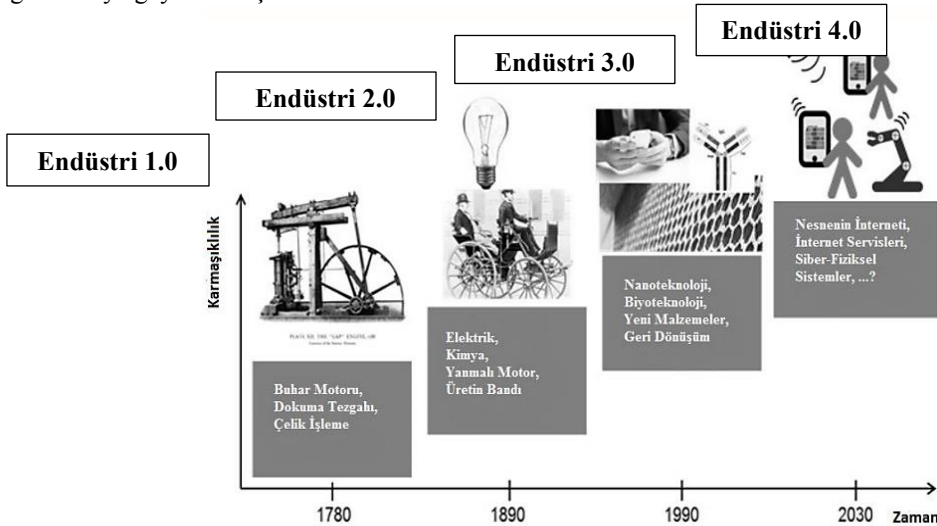 Endüstri 4.0
Endüstri 3.0
Endüstri 2.0
Endüstri 1.0
Karmaşıklılık
Buhar Motoru,
Dokuma Tezgahı,
Çelik İşleme
Elektrik,
Kimya,
Yanmalı Motor,
Üretin Bandı
Nanoteknoloji,
Biyoteknoloji,
Yeni Malzemeler,
Geri Dönüşüm
Nesnenin İnterneti,
İnternet Servisleri,
Siber-Fiziksel
Sistemler, ...?
1780
1890
1990
2030
Zaman